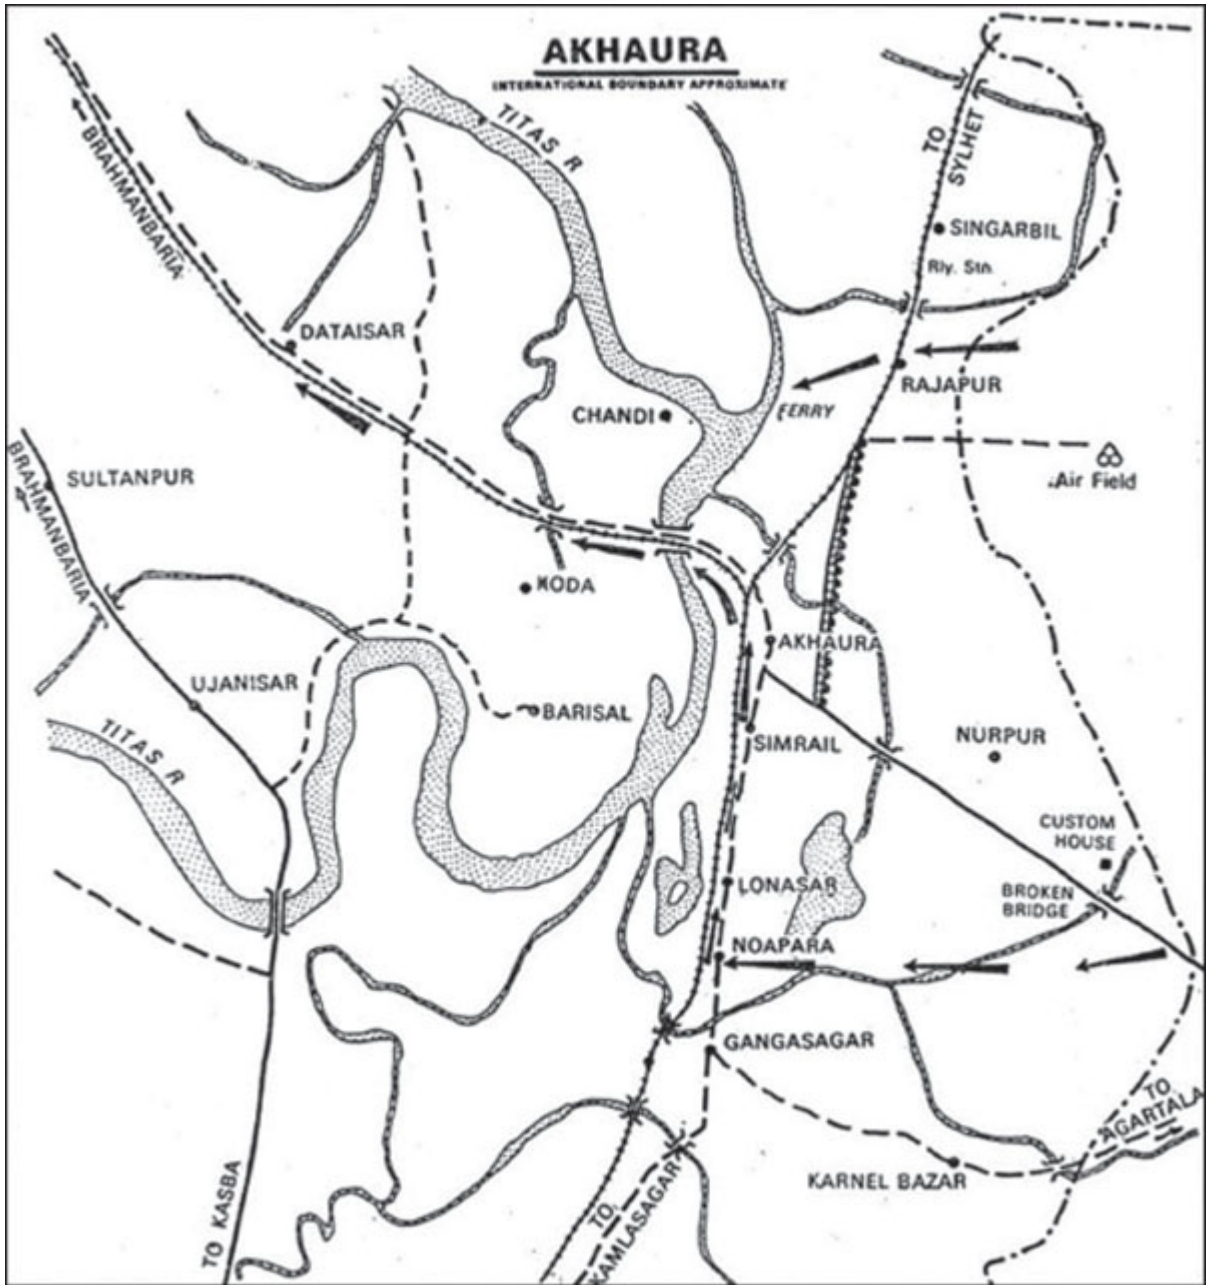 AKHAURA
INTERNATIONAL BOUNDARY APPROXIMATE
TITAS R
TO
SYLHET
BRAHMANBARIA
SINGARBIL
Rly. Stn.
DATAISAR
RAJAPUR
CHANDI
FERRY
Air Field
SULTANPUR
BRAHMANBARIA
KODA
AKHAURA
UJANISAR
BARISAL
SIMRAIL
NURPUR
TITAS R
CUSTOM
HOUSE
LONASAR
BROKEN
BRIDGE
NOAPARA
GANGASAGAR
TO
AGARTALA
KARNEL BAZAR
TO KASBA
TO
KAMLASAGAR